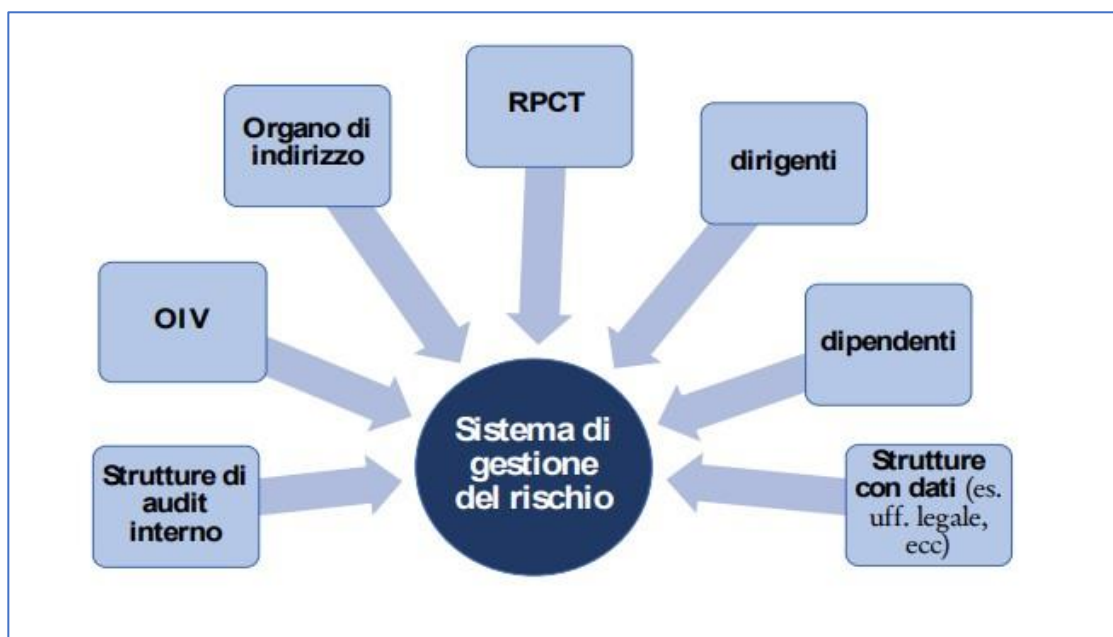 RPCT
Organo di
indirizzo
dirigenti
OIV
dipendenti
Sistema di
gestione
del rischio
Strutture di
audit
interno
Strutture
con dati (es.
uff. legale,
ecc)